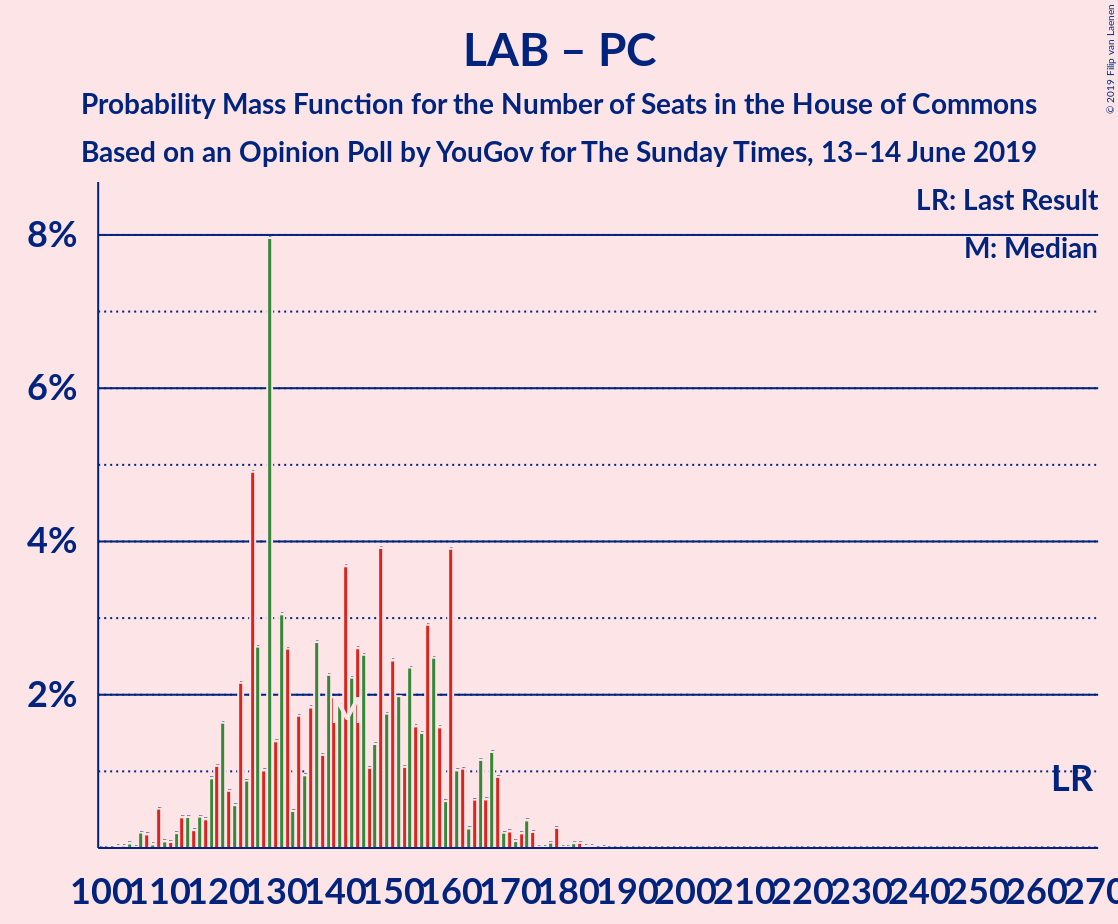 LAB – PC
Probability Mass Function for the Number of Seats in the House of Commons
Based on an Opinion Poll by YouGov for The Sunday Times, 13–14 June 2019
© 2019 Filip van Laenen
LR: Last Result
M: Median
8%
6%
4%
2%
M
LR
100 110 120 130 140 150 160 170 180 190 200 210 220 230 240 250 260 270